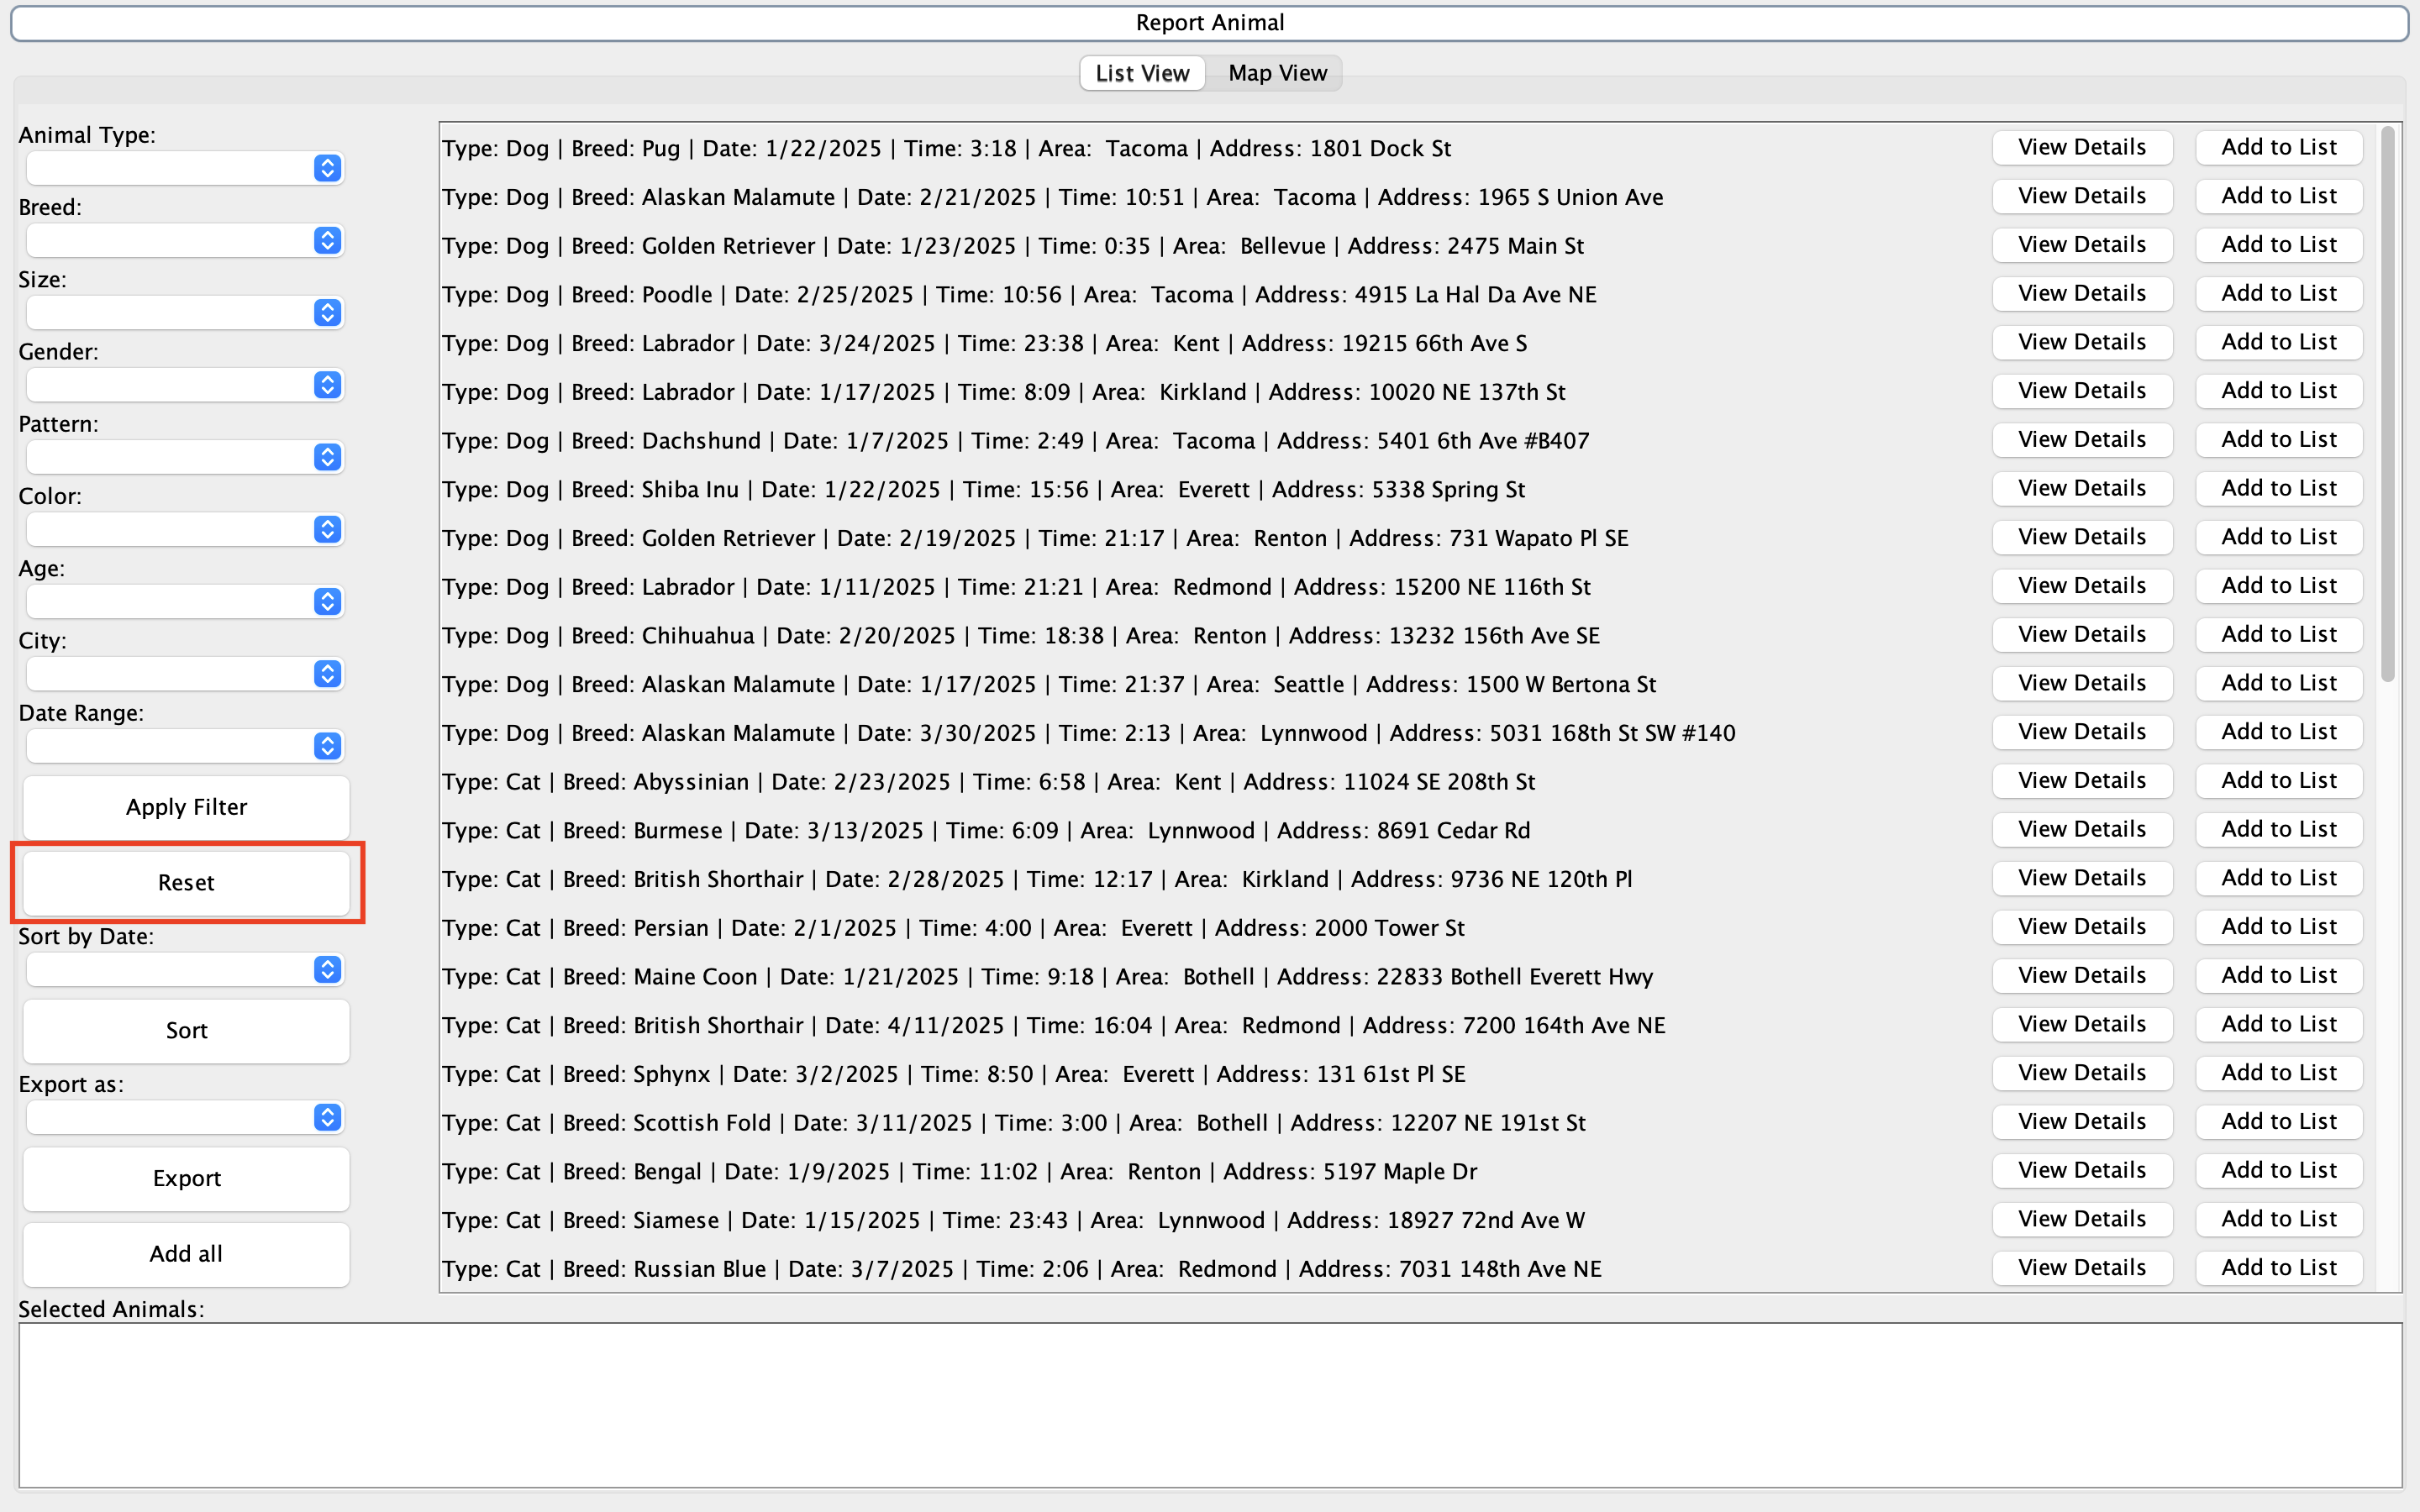 Report Animal
List View Map View
Animal Type:
Breed:
Size:
Gender:
Pattern:
Color:
Age:
City:
Date Range:
Apply Filter
Reset
Sort by Date:
Sort
Export as:
Export
Add all
Type: Dog | Breed: Pug | Date: 1/22/2025 | Time: 3:18 | Area:  Tacoma | Address: 1801 Dock St View Details Add to List
Type: Dog | Breed: Alaskan Malamute | Date: 2/21/2025 | Time: 10:51 | Area:  Tacoma | Address: 1965 S Union Ave View Details Add to List
Type: Dog | Breed: Golden Retriever | Date: 1/23/2025 | Time: 0:35 | Area:  Bellevue | Address: 2475 Main St View Details Add to List
Type: Dog | Breed: Poodle | Date: 2/25/2025 | Time: 10:56 | Area:  Tacoma | Address: 4915 La Hal Da Ave NE View Details Add to List
Type: Dog | Breed: Labrador | Date: 3/24/2025 | Time: 23:38 | Area:  Kent | Address: 19215 66th Ave S View Details Add to List
Type: Dog | Breed: Labrador | Date: 1/17/2025 | Time: 8:09 | Area:  Kirkland | Address: 10020 NE 137th St View Details Add to List
Type: Dog | Breed: Dachshund | Date: 1/7/2025 | Time: 2:49 | Area:  Tacoma | Address: 5401 6th Ave #B407 View Details Add to List
Type: Dog | Breed: Shiba Inu | Date: 1/22/2025 | Time: 15:56 | Area:  Everett | Address: 5338 Spring St View Details Add to List
Type: Dog | Breed: Golden Retriever | Date: 2/19/2025 | Time: 21:17 | Area:  Renton | Address: 731 Wapato Pl SE View Details Add to List
Type: Dog | Breed: Labrador | Date: 1/11/2025 | Time: 21:21 | Area:  Redmond | Address: 15200 NE 116th St View Details Add to List
Type: Dog | Breed: Chihuahua | Date: 2/20/2025 | Time: 18:38 | Area:  Renton | Address: 13232 156th Ave SE View Details Add to List
Type: Dog | Breed: Alaskan Malamute | Date: 1/17/2025 | Time: 21:37 | Area:  Seattle | Address: 1500 W Bertona St View Details Add to List
Type: Dog | Breed: Alaskan Malamute | Date: 3/30/2025 | Time: 2:13 | Area:  Lynnwood | Address: 5031 168th St SW #140 View Details Add to List
Type: Cat | Breed: Abyssinian | Date: 2/23/2025 | Time: 6:58 | Area:  Kent | Address: 11024 SE 208th St View Details Add to List
Type: Cat | Breed: Burmese | Date: 3/13/2025 | Time: 6:09 | Area:  Lynnwood | Address: 8691 Cedar Rd View Details Add to List
Type: Cat | Breed: British Shorthair | Date: 2/28/2025 | Time: 12:17 | Area:  Kirkland | Address: 9736 NE 120th Pl View Details Add to List
Type: Cat | Breed: Persian | Date: 2/1/2025 | Time: 4:00 | Area:  Everett | Address: 2000 Tower St View Details Add to List
Type: Cat | Breed: Maine Coon | Date: 1/21/2025 | Time: 9:18 | Area:  Bothell | Address: 22833 Bothell Everett Hwy View Details Add to List
Type: Cat | Breed: British Shorthair | Date: 4/11/2025 | Time: 16:04 | Area:  Redmond | Address: 7200 164th Ave NE View Details Add to List
Type: Cat | Breed: Sphynx | Date: 3/2/2025 | Time: 8:50 | Area:  Everett | Address: 131 61st Pl SE View Details Add to List
Type: Cat | Breed: Scottish Fold | Date: 3/11/2025 | Time: 3:00 | Area:  Bothell | Address: 12207 NE 191st St View Details Add to List
Type: Cat | Breed: Bengal | Date: 1/9/2025 | Time: 11:02 | Area:  Renton | Address: 5197 Maple Dr View Details Add to List
Type: Cat | Breed: Siamese | Date: 1/15/2025 | Time: 23:43 | Area:  Lynnwood | Address: 18927 72nd Ave W View Details Add to List
Type: Cat | Breed: Russian Blue | Date: 3/7/2025 | Time: 2:06 | Area:  Redmond | Address: 7031 148th Ave NE View Details Add to List
Selected Animals: